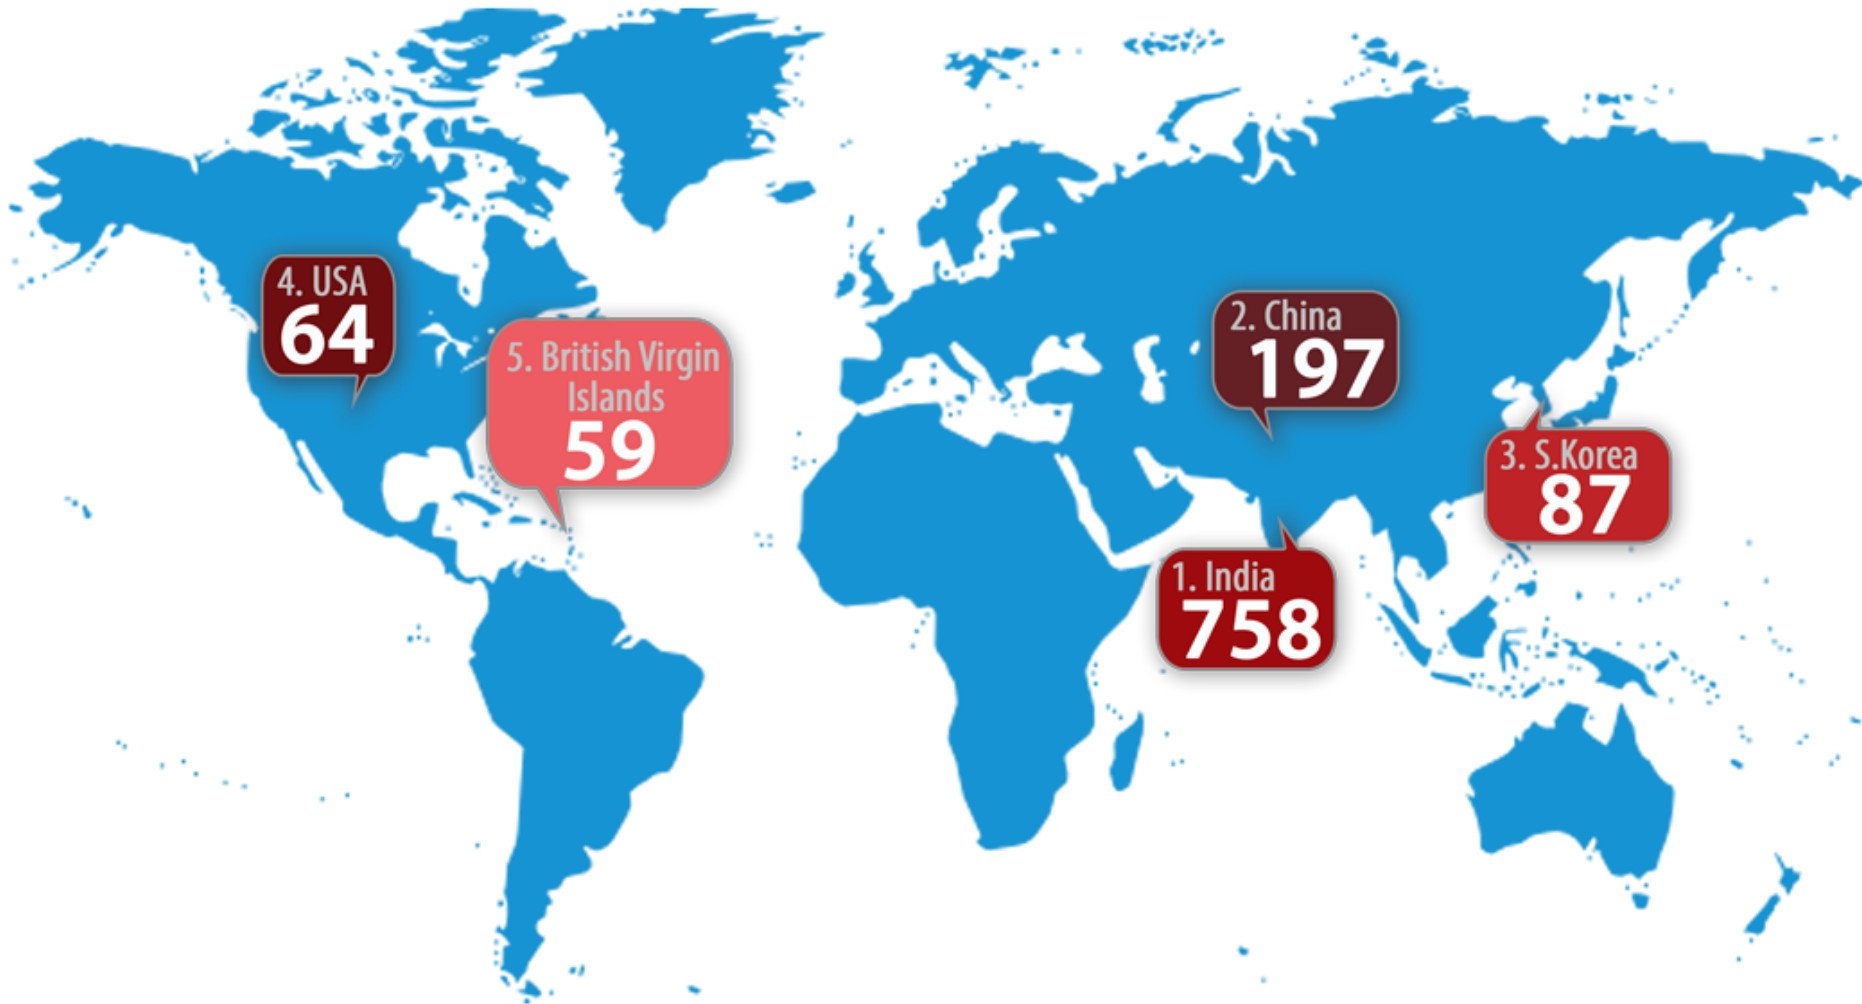 4. USA
64
5. British Virgin
Islands
59
2. China
197
3. S.Korea
87
1. India
758